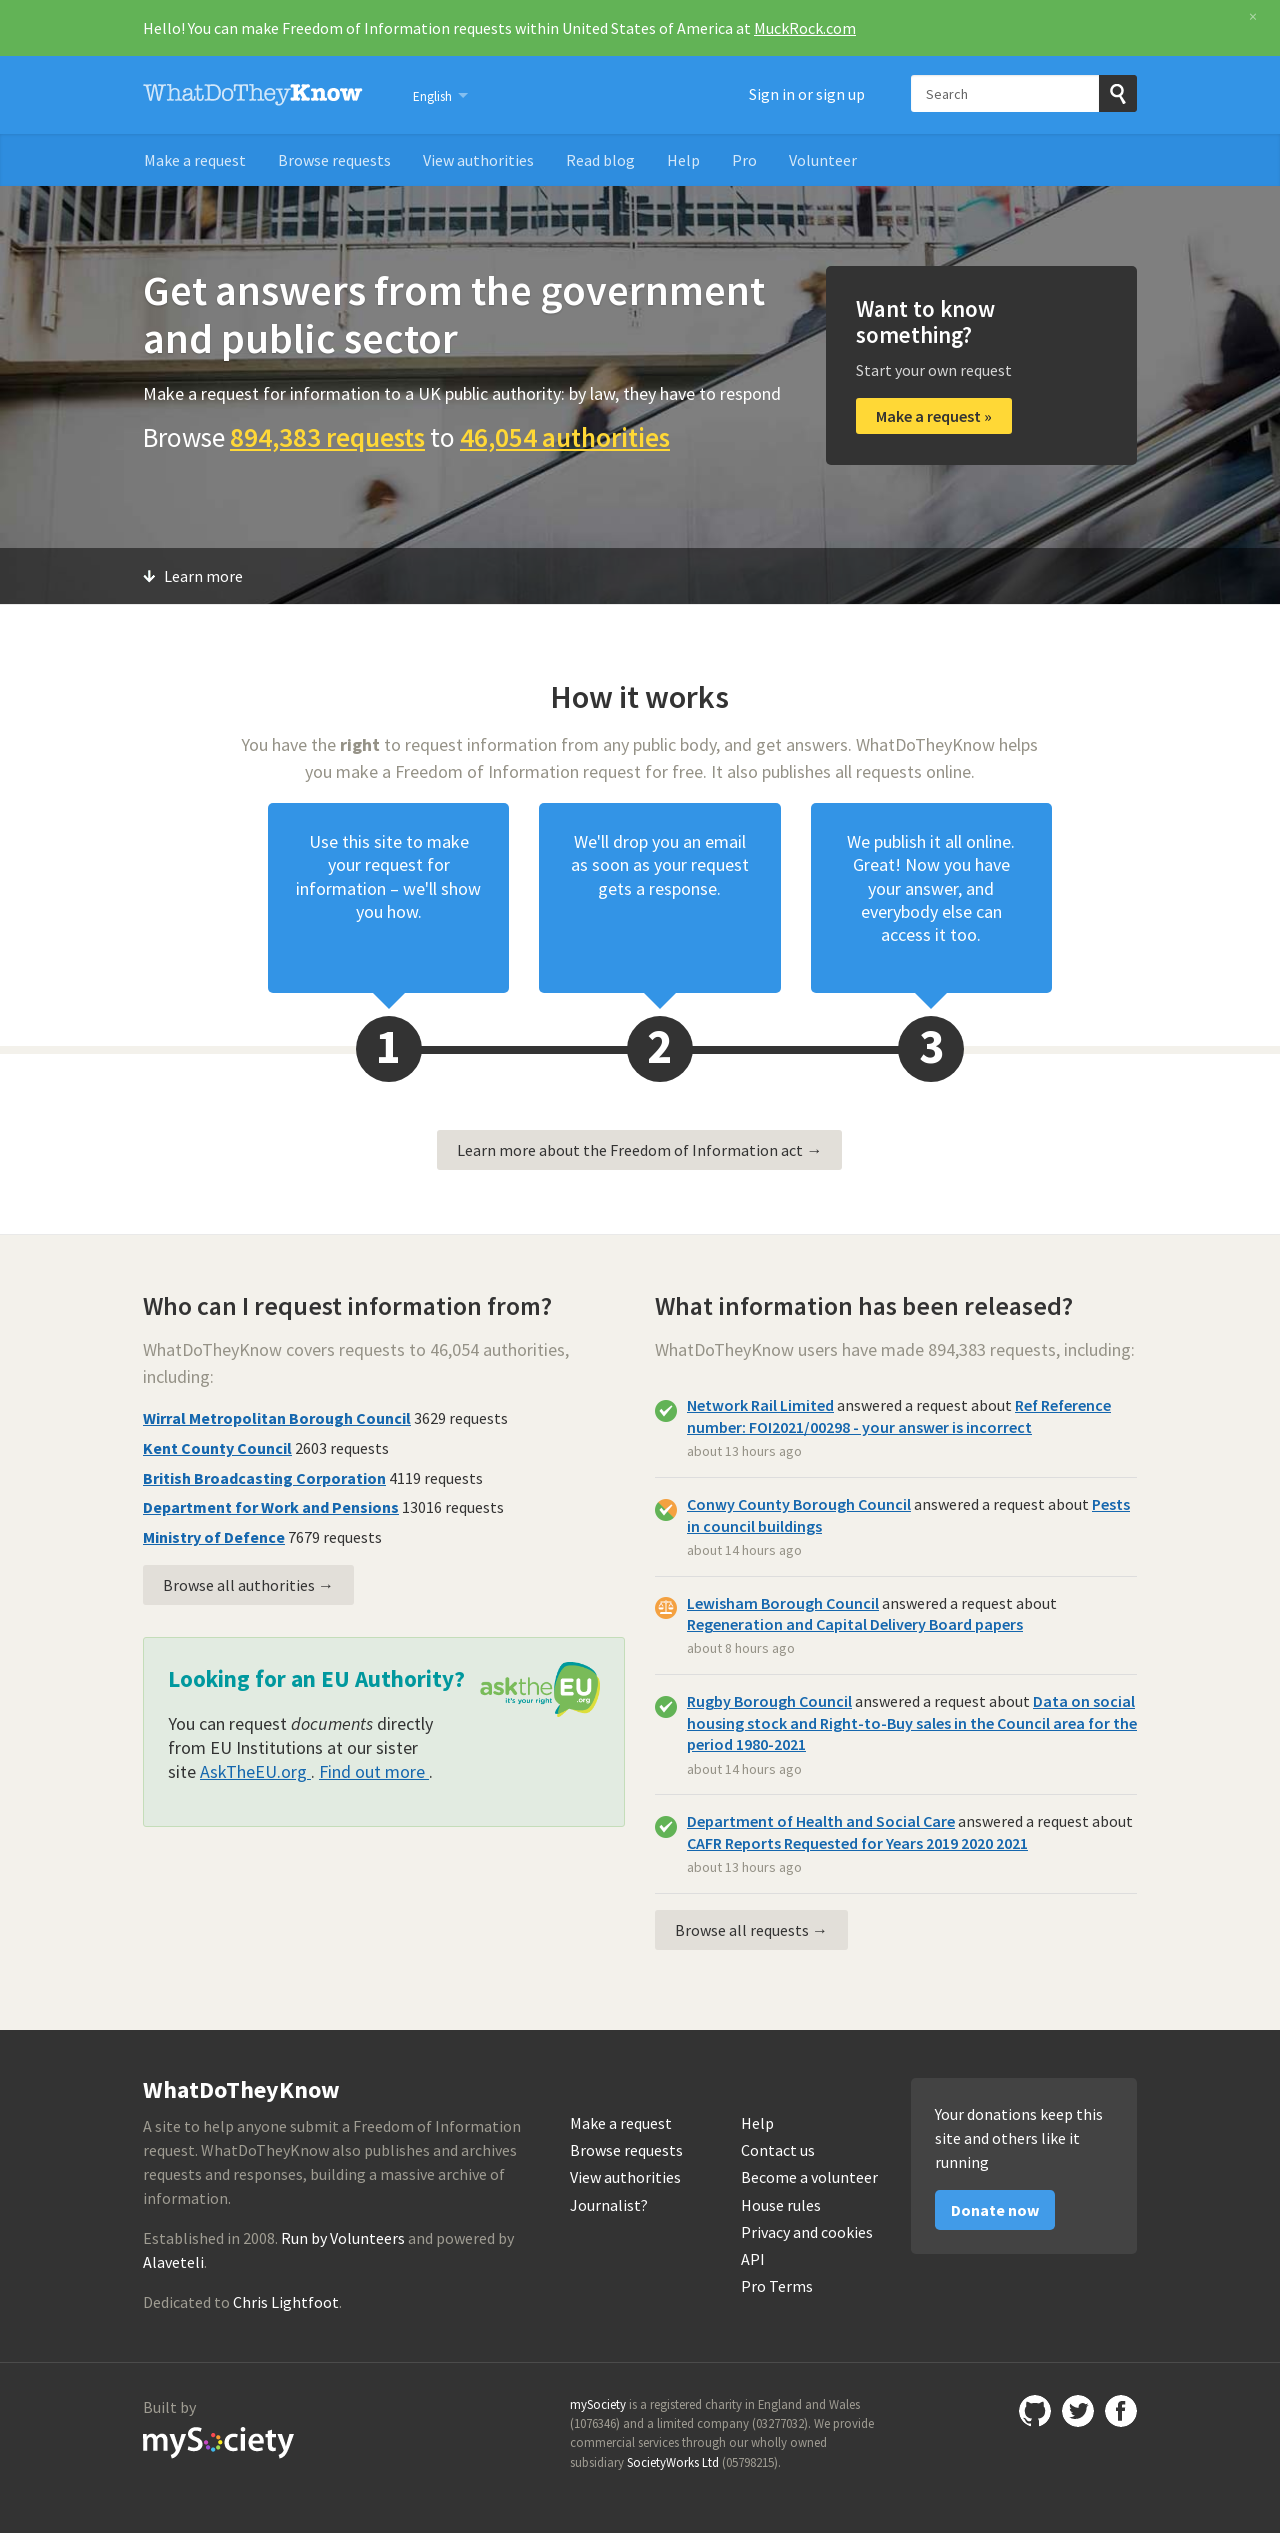 Hello! You can make Freedom of Information requests within United States of America at MuckRock.com
×
WhatDoTheyKnow
English
Sign in or sign up
Search
Make a request
Browse requests
View authorities
Read blog
Help
Pro
Volunteer
Get answers from the government
and public sector
Make a request for information to a UK public authority: by law, they have to respond
Browse 894,383 requests to 46,054 authorities
Want to know
something?
Start your own request
Make a request »
Learn more
How it works
You have the right to request information from any public body, and get answers. WhatDoTheyKnow helps
you make a Freedom of Information request for free. It also publishes all requests online.
Use this site to make
your request for
information – we'll show
you how.
We'll drop you an email
as soon as your request
gets a response.
We publish it all online.
Great! Now you have
your answer, and
everybody else can
access it too.
1
2
3
Learn more about the Freedom of Information act →
Who can I request information from?
WhatDoTheyKnow covers requests to 46,054 authorities,
including:
Wirral Metropolitan Borough Council 3629 requests
Kent County Council 2603 requests
British Broadcasting Corporation 4119 requests
Department for Work and Pensions 13016 requests
Ministry of Defence 7679 requests
Browse all authorities →
Looking for an EU Authority?
asktheEU
it's your right .org
You can request documents directly
from EU Institutions at our sister
site AskTheEU.org . Find out more .
What information has been released?
WhatDoTheyKnow users have made 894,383 requests, including:
Network Rail Limited answered a request about Ref Reference
number: FOI2021/00298 - your answer is incorrect
about 13 hours ago
Conwy County Borough Council answered a request about Pests
in council buildings
about 14 hours ago
Lewisham Borough Council answered a request about
Regeneration and Capital Delivery Board papers
about 8 hours ago
Rugby Borough Council answered a request about Data on social
housing stock and Right-to-Buy sales in the Council area for the
period 1980-2021
about 14 hours ago
Department of Health and Social Care answered a request about
CAFR Reports Requested for Years 2019 2020 2021
about 13 hours ago
Browse all requests →
WhatDoTheyKnow
A site to help anyone submit a Freedom of Information
request. WhatDoTheyKnow also publishes and archives
requests and responses, building a massive archive of
information.
Established in 2008. Run by Volunteers and powered by
Alaveteli.
Dedicated to Chris Lightfoot.
Make a request
Browse requests
View authorities
Journalist?
Help
Contact us
Become a volunteer
House rules
Privacy and cookies
API
Pro Terms
Your donations keep this
site and others like it
running
Donate now
Built by
mySociety
mySociety is a registered charity in England and Wales
(1076346) and a limited company (03277032). We provide
commercial services through our wholly owned
subsidiary SocietyWorks Ltd (05798215).